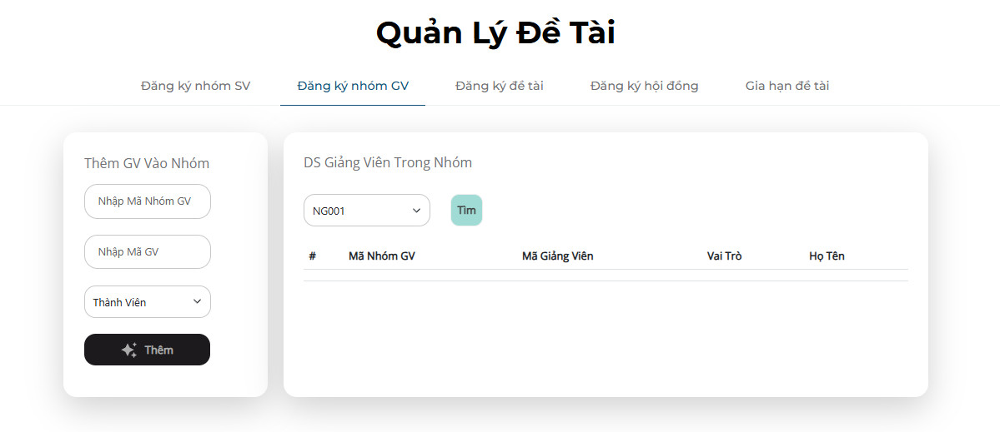 Quản Lý Đề Tài
Đăng ký nhóm SV
Đăng ký nhóm GV
Đăng ký đề tài
Đăng ký hội đồng
Gia hạn đề tài
Thêm GV Vào Nhóm
Nhập Mã Nhóm GV
Nhập Mã GV
Thành Viên
Thêm
DS Giảng Viên Trong Nhóm
NG001
Tìm
# Mã Nhóm GV Mã Giảng Viên Vai Trò Họ Tên